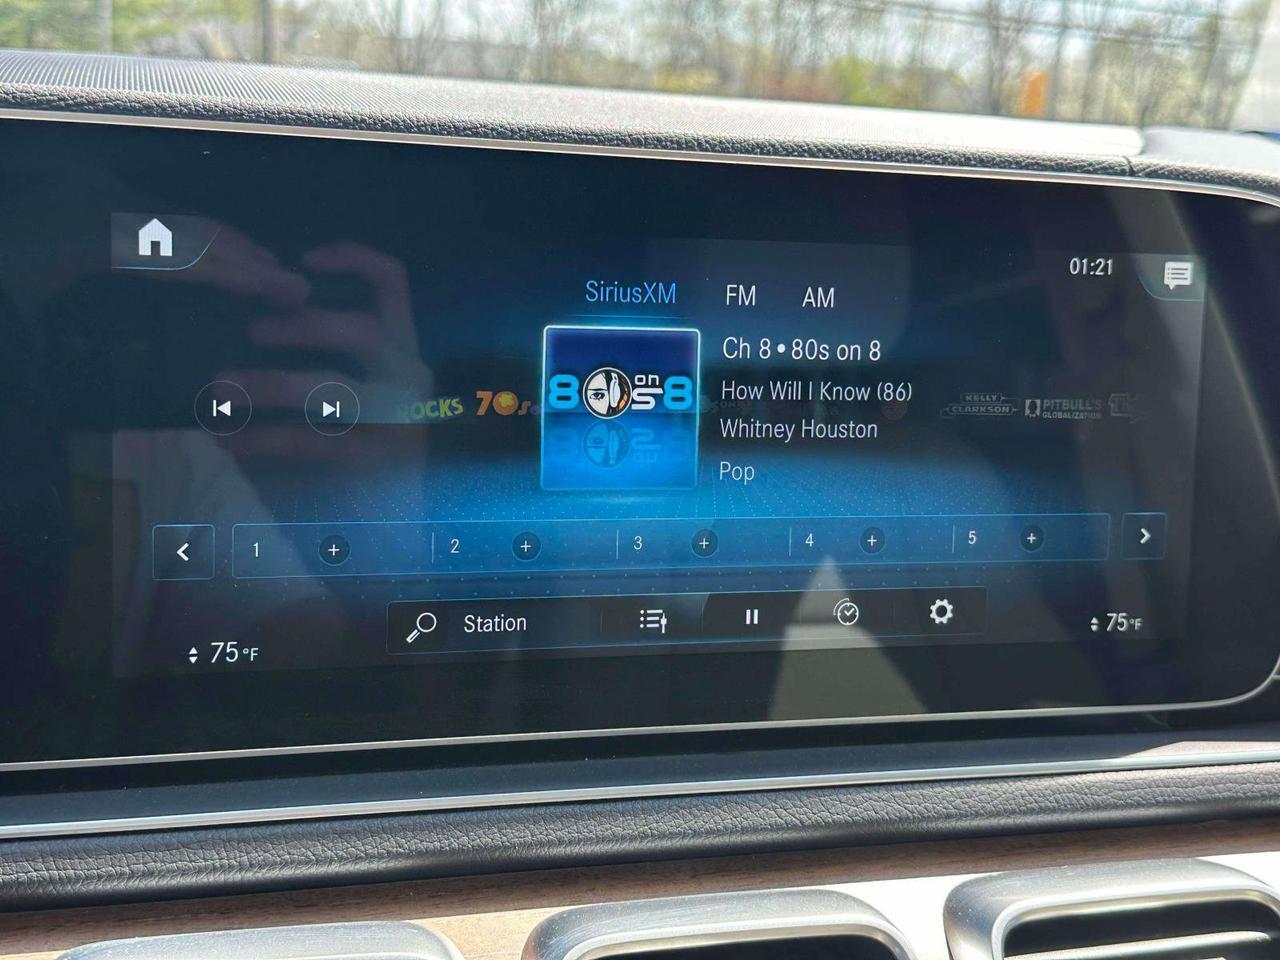 01:21
SiriusXM FM AM
Ch 8 • 80s on 8
How Will I Know (86)
Whitney Houston
Pop
ROCKS
70s
80s on 8
KELLY CLARKSON
PITBULL'S GLOBALIZATION
1 + 2 + 3 + 4 + 5 +
Station
75°F
75°F